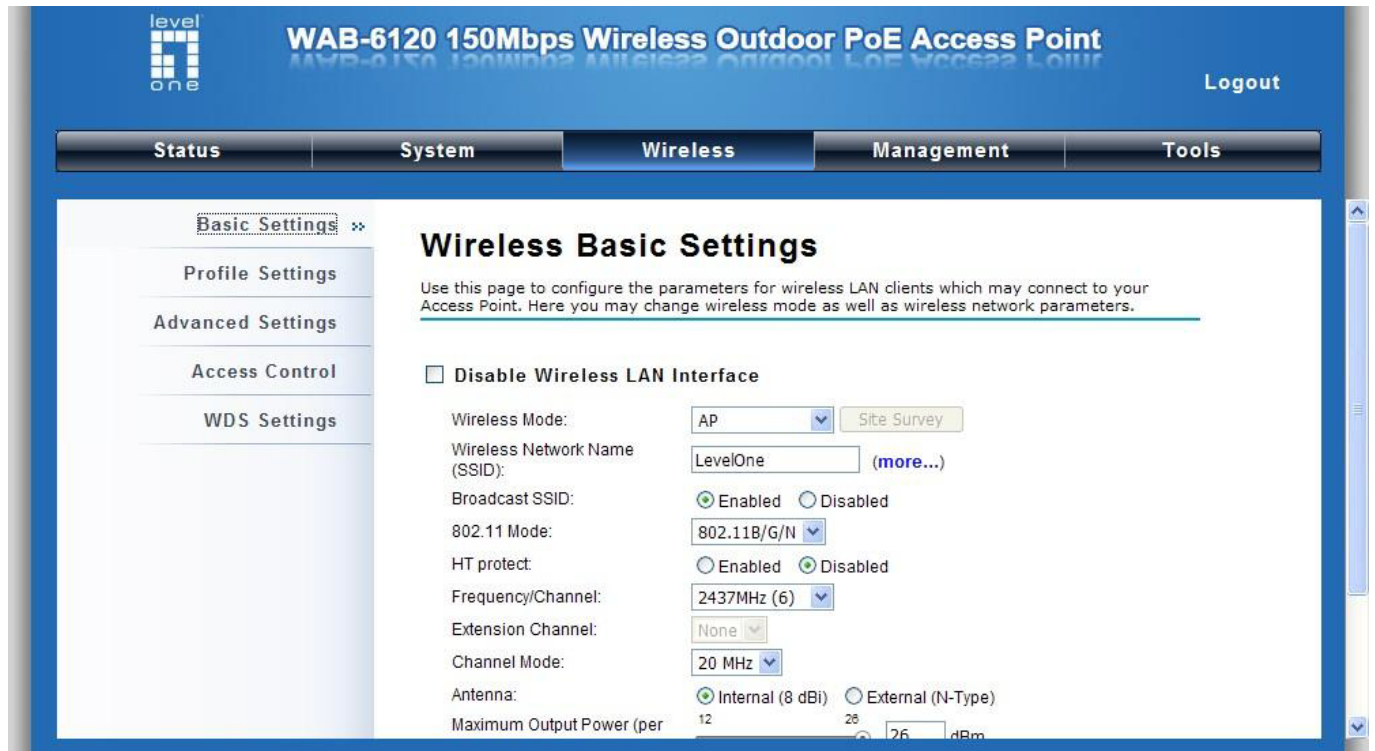 level
one
WAB-6120 150Mbps Wireless Outdoor PoE Access Point
Logout
Status System Wireless Management Tools
Basic Settings »
Profile Settings
Advanced Settings
Access Control
WDS Settings
Wireless Basic Settings
Use this page to configure the parameters for wireless LAN clients which may connect to your
Access Point. Here you may change wireless mode as well as wireless network parameters.
Disable Wireless LAN Interface
Wireless Mode: AP Site Survey
Wireless Network Name
(SSID): LevelOne (more...)
Broadcast SSID: Enabled Disabled
802.11 Mode: 802.11B/G/N
HT protect: Enabled Disabled
Frequency/Channel: 2437MHz (6)
Extension Channel: None
Channel Mode: 20 MHz
Antenna: Internal (8 dBi) External (N-Type)
Maximum Output Power (per 12 26 26 dBm